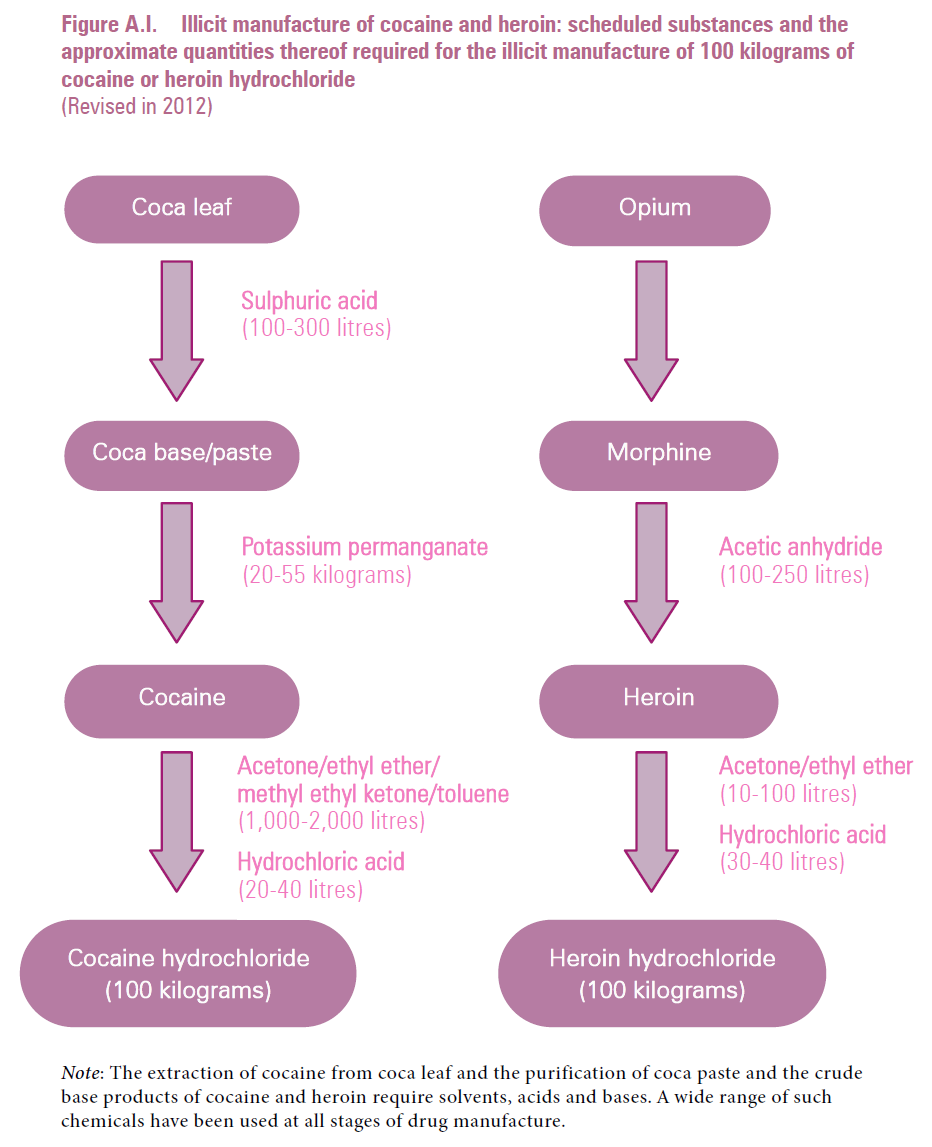 Figure A.I. Illicit manufacture of cocaine and heroin: scheduled substances and the
approximate quantities thereof required for the illicit manufacture of 100 kilograms of
cocaine or heroin hydrochloride
(Revised in 2012)
Coca leaf
Sulphuric acid
(100-300 litres)
Coca base/paste
Potassium permanganate
(20-55 kilograms)
Cocaine
Acetone/ethyl ether/
methyl ethyl ketone/toluene
(1,000-2,000 litres)
Hydrochloric acid
(20-40 litres)
Cocaine hydrochloride
(100 kilograms)
Opium
Morphine
Acetic anhydride
(100-250 litres)
Heroin
Acetone/ethyl ether
(10-100 litres)
Hydrochloric acid
(30-40 litres)
Heroin hydrochloride
(100 kilograms)
Note: The extraction of cocaine from coca leaf and the purification of coca paste and the crude
base products of cocaine and heroin require solvents, acids and bases. A wide range of such
chemicals have been used at all stages of drug manufacture.